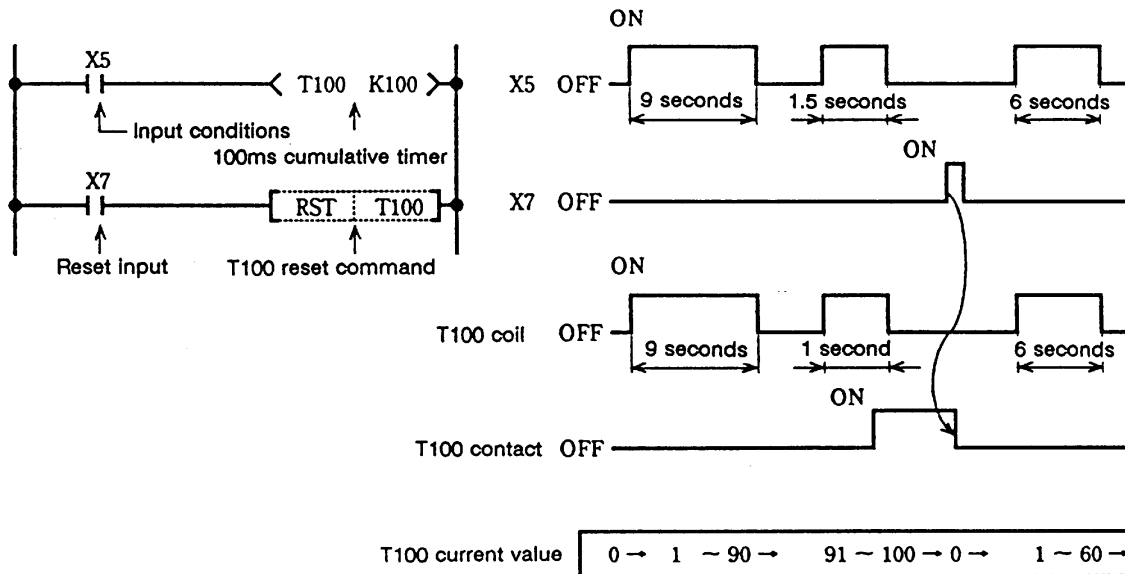 X5
T100 K100
Input conditions
100ms cumulative timer
X7
RST T100
Reset input
T100 reset command
ON
X5 OFF
9 seconds
1.5 seconds
6 seconds
ON
X7 OFF
ON
T100 coil OFF
9 seconds
1 second
6 seconds
ON
T100 contact OFF
T100 current value 0 → 1 ~ 90 → 91 ~ 100 → 0 → 1 ~ 60 →